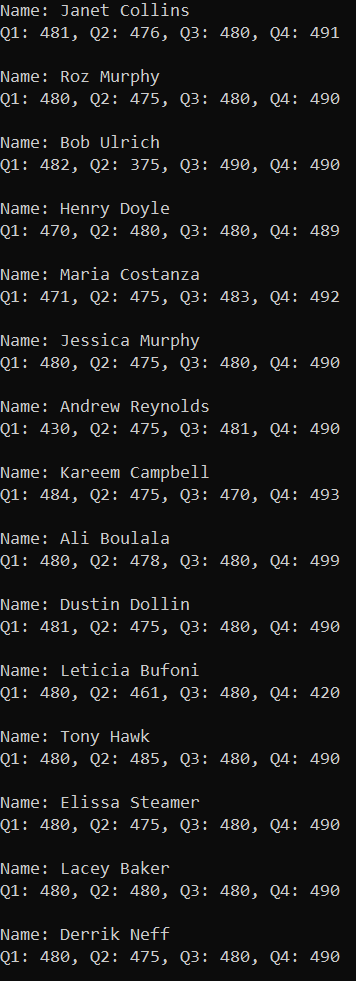 Name: Janet Collins
Q1: 481, Q2: 476, Q3: 480, Q4: 491
Name: Roz Murphy
Q1: 480, Q2: 475, Q3: 480, Q4: 490
Name: Bob Ulrich
Q1: 482, Q2: 375, Q3: 490, Q4: 490
Name: Henry Doyle
Q1: 470, Q2: 480, Q3: 480, Q4: 489
Name: Maria Costanza
Q1: 471, Q2: 475, Q3: 483, Q4: 492
Name: Jessica Murphy
Q1: 480, Q2: 475, Q3: 480, Q4: 490
Name: Andrew Reynolds
Q1: 430, Q2: 475, Q3: 481, Q4: 490
Name: Kareem Campbell
Q1: 484, Q2: 475, Q3: 470, Q4: 493
Name: Ali Boulala
Q1: 480, Q2: 478, Q3: 480, Q4: 499
Name: Dustin Dollin
Q1: 481, Q2: 475, Q3: 480, Q4: 490
Name: Leticia Bufoni
Q1: 480, Q2: 461, Q3: 480, Q4: 420
Name: Tony Hawk
Q1: 480, Q2: 485, Q3: 480, Q4: 490
Name: Elissa Steamer
Q1: 480, Q2: 475, Q3: 480, Q4: 490
Name: Lacey Baker
Q1: 480, Q2: 480, Q3: 480, Q4: 490
Name: Derrik Neff
Q1: 480, Q2: 475, Q3: 480, Q4: 490